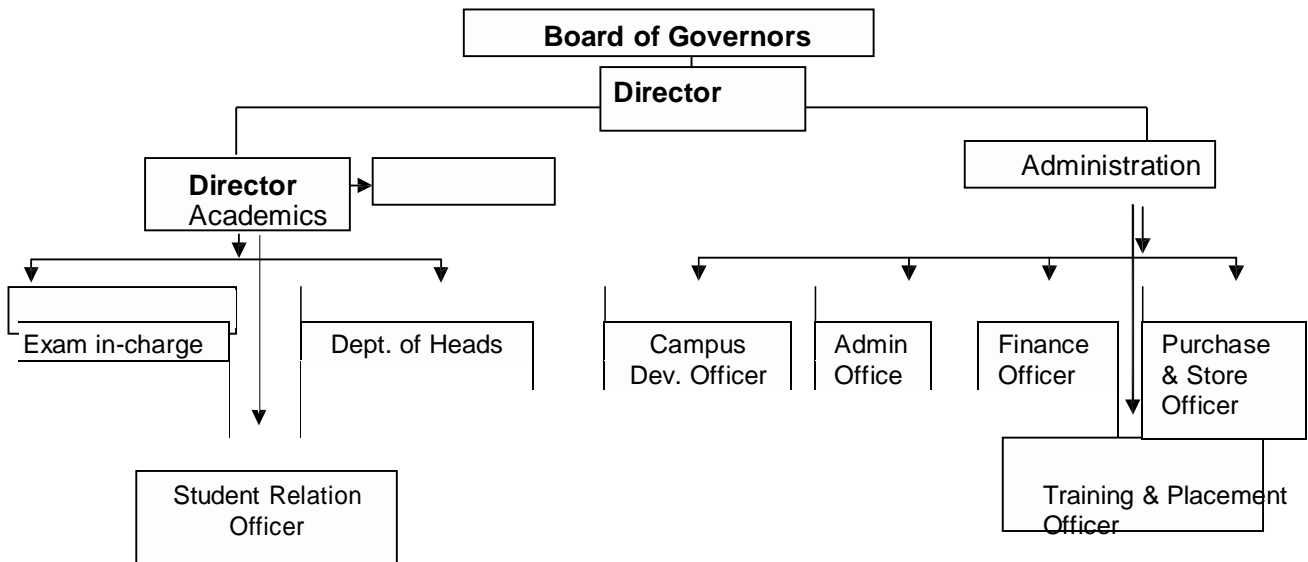 Board of Governors
Director
Director
Academics
Administration
Exam in-charge
Dept. of Heads
Campus
Dev. Officer
Admin
Office
Finance
Officer
Purchase
& Store
Officer
Student Relation
Officer
Training & Placement
Officer